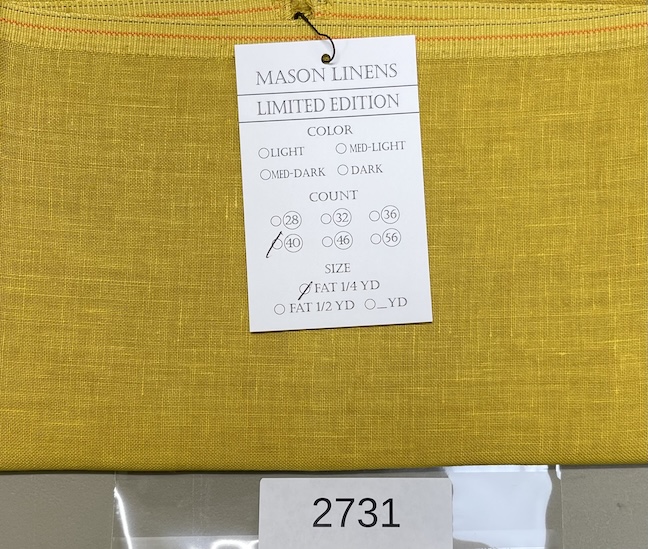 MASON LINENS
LIMITED EDITION
COLOR
LIGHT MED-LIGHT
MED-DARK DARK
COUNT
28 32 36
40 46 56
SIZE
FAT 1/4 YD
FAT 1/2 YD _YD
2731